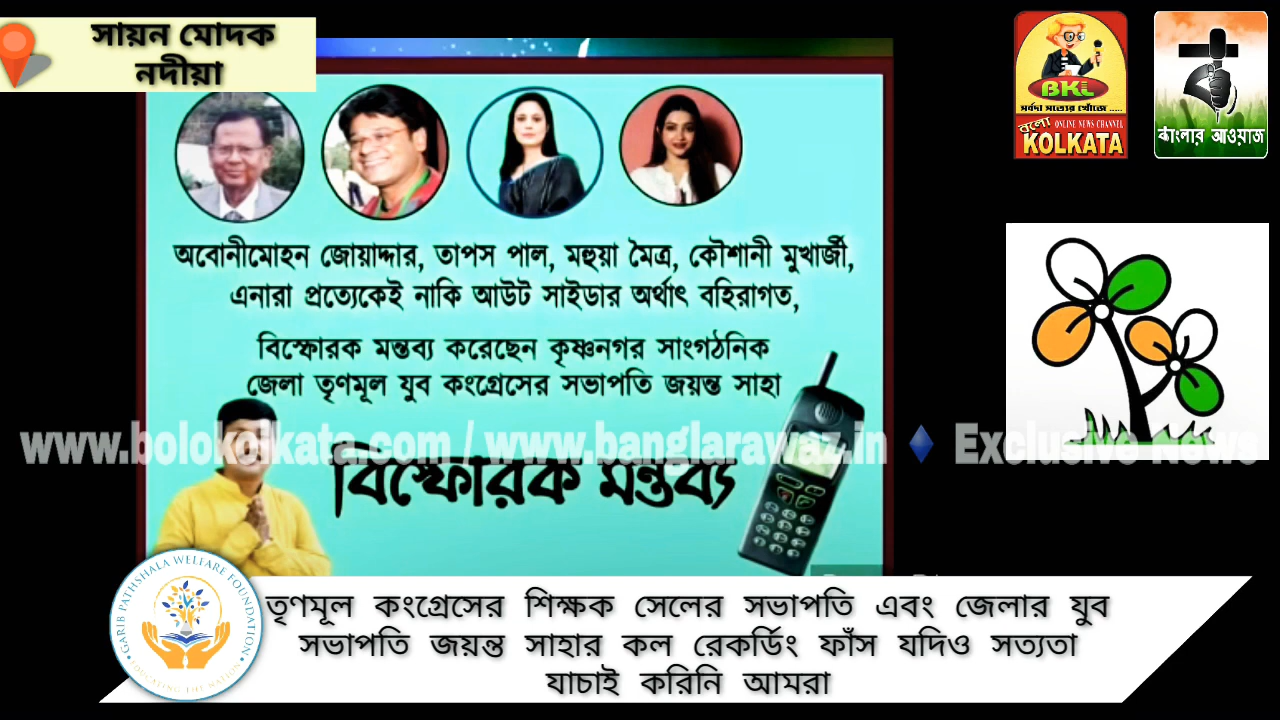 সায়ন মোদক
নদীয়া
BKL
সর্বদা সত্যের খোঁজে .....
বলো ONLINE NEWS CHANNEL
KOLKATA
বাংলার আওয়াজ
অবোনীমোহন জোয়াদ্দার, তাপস পাল, মহুয়া মৈত্র, কৌশানী মুখার্জী,
এনারা প্রত্যেকেই নাকি আউট সাইডার অর্থাৎ বহিরাগত,
বিস্ফোরক মন্তব্য করেছেন কৃষ্ণনগর সাংগঠনিক
জেলা তৃণমূল যুব কংগ্রেসের সভাপতি জয়ন্ত সাহা
www.bolokolkata.com / www.banglarawaz.in ♦ Exclusive News
বিস্ফোরক মন্তব্য
GARIB PATHSHALA WELFARE FOUNDATION
EDUCATING THE NATION
তৃণমূল কংগ্রেসের শিক্ষক সেলের সভাপতি এবং জেলার যুব
সভাপতি জয়ন্ত সাহার কল রেকর্ডিং ফাঁস যদিও সত্যতা
যাচাই করিনি আমরা